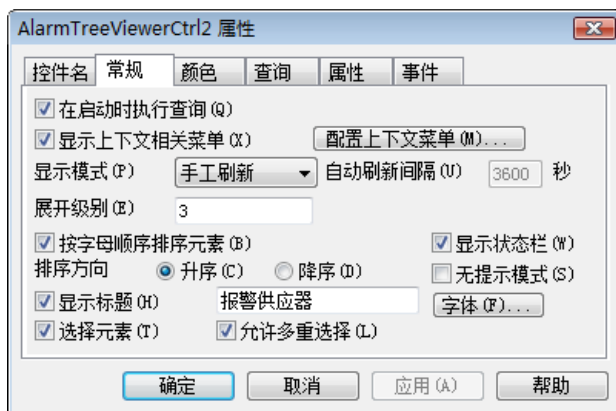 AlarmTreeViewerCtrl2 属性
控件名 常规 颜色 查询 属性 事件
在启动时执行查询(Q)
显示上下文相关菜单(X) 配置上下文菜单(M)...
显示模式(P) 手工刷新 自动刷新间隔(U) 3600 秒
展开级别(E) 3
按字母顺序排序元素(B) 显示状态栏(W)
排序方向 升序(C) 降序(D) 无提示模式(S)
显示标题(H) 报警供应器 字体(F)...
选择元素(T) 允许多重选择(L)
确定 取消 应用(A) 帮助